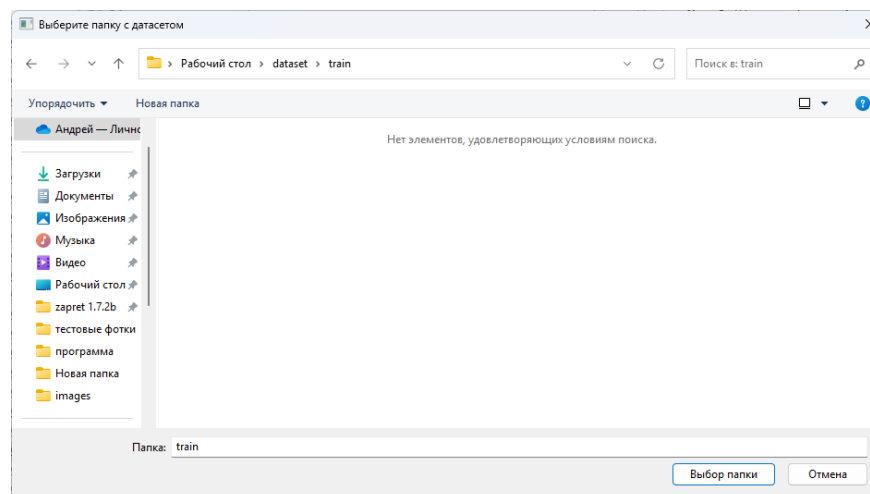 Выберите папку с датасетом
Рабочий стол › dataset › train
Поиск в: train
Упорядочить
Новая папка
Андрей — Личнс
Нет элементов, удовлетворяющих условиям поиска.
Загрузки
Документы
Изображения
Музыка
Видео
Рабочий стол
zapret 1.7.2b
тестовые фотки
программа
Новая папка
images
Папка: train
Выбор папки
Отмена